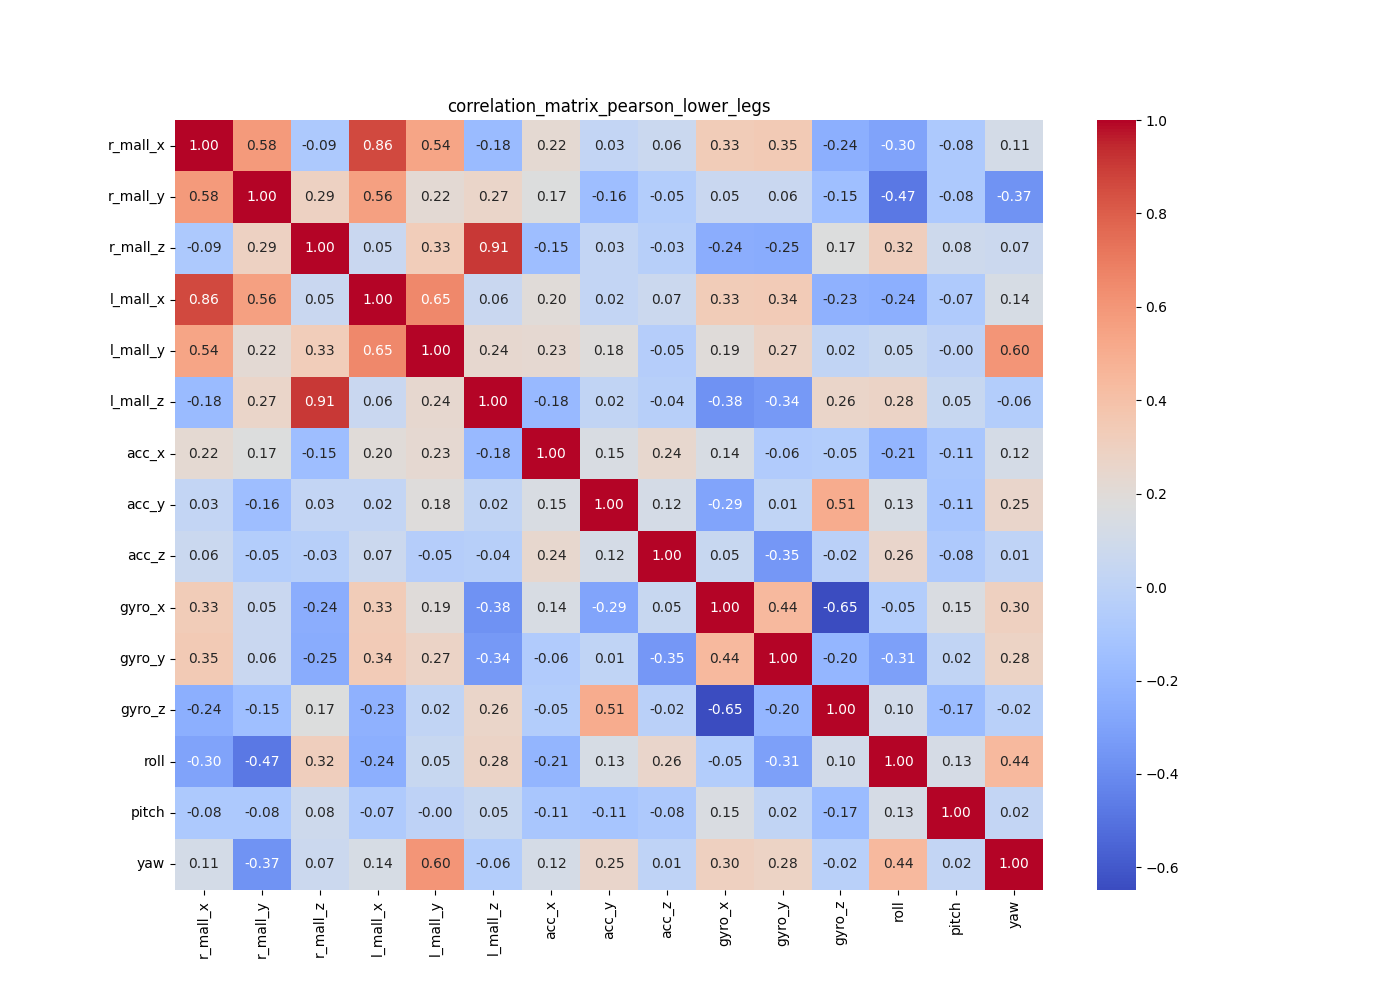 correlation_matrix_pearson_lower_legs
r_mall_x 1.00 0.58 -0.09 0.86 0.54 -0.18 0.22 0.03 0.06 0.33 0.35 -0.24 -0.30 -0.08 0.11
r_mall_y 0.58 1.00 0.29 0.56 0.22 0.27 0.17 -0.16 -0.05 0.05 0.06 -0.15 -0.47 -0.08 -0.37
r_mall_z -0.09 0.29 1.00 0.05 0.33 0.91 -0.15 0.03 -0.03 -0.24 -0.25 0.17 0.32 0.08 0.07
l_mall_x 0.86 0.56 0.05 1.00 0.65 0.06 0.20 0.02 0.07 0.33 0.34 -0.23 -0.24 -0.07 0.14
l_mall_y 0.54 0.22 0.33 0.65 1.00 0.24 0.23 0.18 -0.05 0.19 0.27 0.02 0.05 -0.00 0.60
l_mall_z -0.18 0.27 0.91 0.06 0.24 1.00 -0.18 0.02 -0.04 -0.38 -0.34 0.26 0.28 0.05 -0.06
acc_x 0.22 0.17 -0.15 0.20 0.23 -0.18 1.00 0.15 0.24 0.14 -0.06 -0.05 -0.21 -0.11 0.12
acc_y 0.03 -0.16 0.03 0.02 0.18 0.02 0.15 1.00 0.12 -0.29 0.01 0.51 0.13 -0.11 0.25
acc_z 0.06 -0.05 -0.03 0.07 -0.05 -0.04 0.24 0.12 1.00 0.05 -0.35 -0.02 0.26 -0.08 0.01
gyro_x 0.33 0.05 -0.24 0.33 0.19 -0.38 0.14 -0.29 0.05 1.00 0.44 -0.65 -0.05 0.15 0.30
gyro_y 0.35 0.06 -0.25 0.34 0.27 -0.34 -0.06 0.01 -0.35 0.44 1.00 -0.20 -0.31 0.02 0.28
gyro_z -0.24 -0.15 0.17 -0.23 0.02 0.26 -0.05 0.51 -0.02 -0.65 -0.20 1.00 0.10 -0.17 -0.02
roll -0.30 -0.47 0.32 -0.24 0.05 0.28 -0.21 0.13 0.26 -0.05 -0.31 0.10 1.00 0.13 0.44
pitch -0.08 -0.08 0.08 -0.07 -0.00 0.05 -0.11 -0.11 -0.08 0.15 0.02 -0.17 0.13 1.00 0.02
yaw 0.11 -0.37 0.07 0.14 0.60 -0.06 0.12 0.25 0.01 0.30 0.28 -0.02 0.44 0.02 1.00
r_mall_x r_mall_y r_mall_z l_mall_x l_mall_y l_mall_z acc_x acc_y acc_z gyro_x gyro_y gyro_z roll pitch yaw
1.0
0.8
0.6
0.4
0.2
0.0
−0.2
−0.4
−0.6